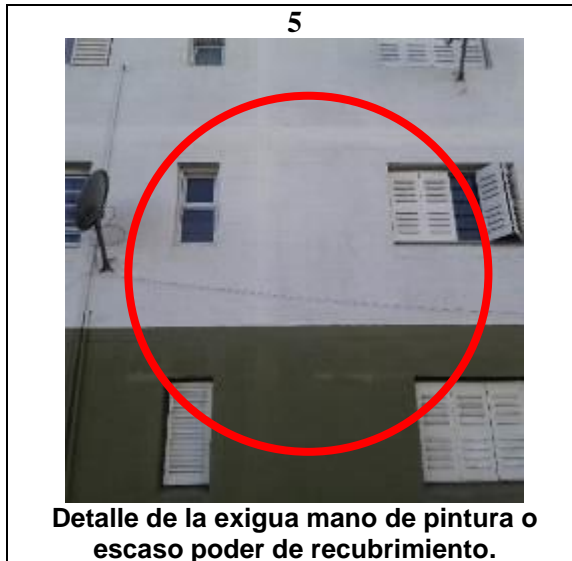 5
Detalle de la exigua mano de pintura o
escaso poder de recubrimiento.